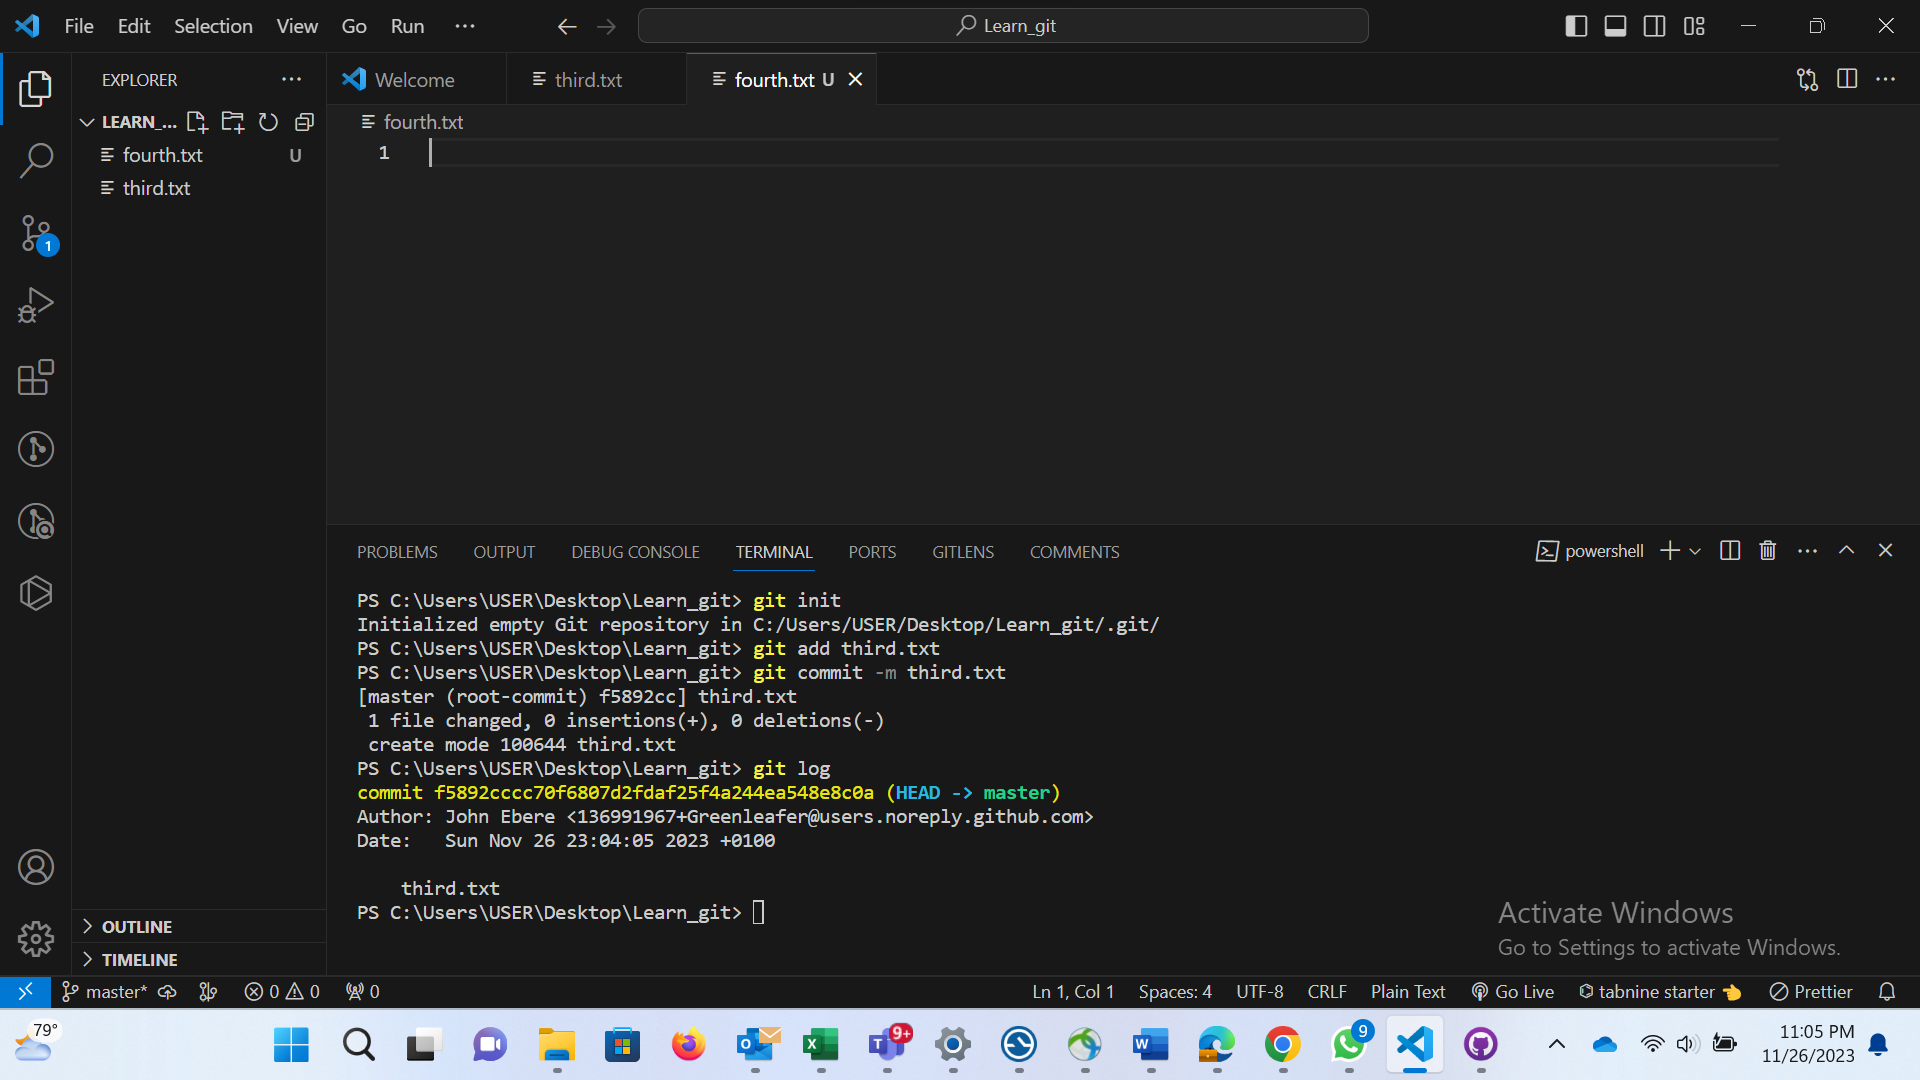 File Edit Selection View Go Run ···
Learn_git
EXPLORER ···
Welcome
third.txt
fourth.txt U
LEARN_...
fourth.txt U
third.txt
fourth.txt
1
1
PROBLEMS OUTPUT DEBUG CONSOLE TERMINAL PORTS GITLENS COMMENTS
powershell
PS C:\Users\USER\Desktop\Learn_git> git init
Initialized empty Git repository in C:/Users/USER/Desktop/Learn_git/.git/
PS C:\Users\USER\Desktop\Learn_git> git add third.txt
PS C:\Users\USER\Desktop\Learn_git> git commit -m third.txt
[master (root-commit) f5892cc] third.txt
1 file changed, 0 insertions(+), 0 deletions(-)
create mode 100644 third.txt
PS C:\Users\USER\Desktop\Learn_git> git log
commit f5892cccc70f6807d2fdaf25f4a244ea548e8c0a (HEAD -> master)
Author: John Ebere <136991967+Greenleafer@users.noreply.github.com>
Date:   Sun Nov 26 23:04:05 2023 +0100
third.txt
PS C:\Users\USER\Desktop\Learn_git>
Activate Windows
Go to Settings to activate Windows.
OUTLINE
TIMELINE
master* 0 0 0 Ln 1, Col 1 Spaces: 4 UTF-8 CRLF Plain Text Go Live tabnine starter Prettier
79° 9+ 9
11:05 PM
11/26/2023